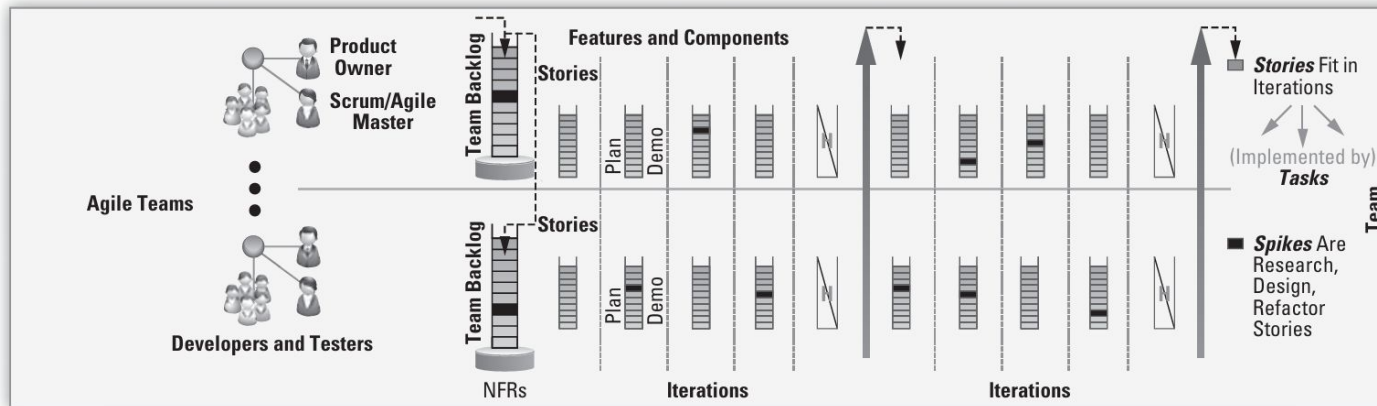 Product
Owner
Scrum/Agile
Master
Agile Teams
Developers and Testers
Team Backlog
Features and Components
Stories
Plan
Demo
H
H
Team Backlog
Stories
Plan
Demo
H
H
NFRs
Iterations
Iterations
Stories Fit in
Iterations
(Implemented by)
Tasks
Spikes Are
Research,
Design,
Refactor
Stories
Team